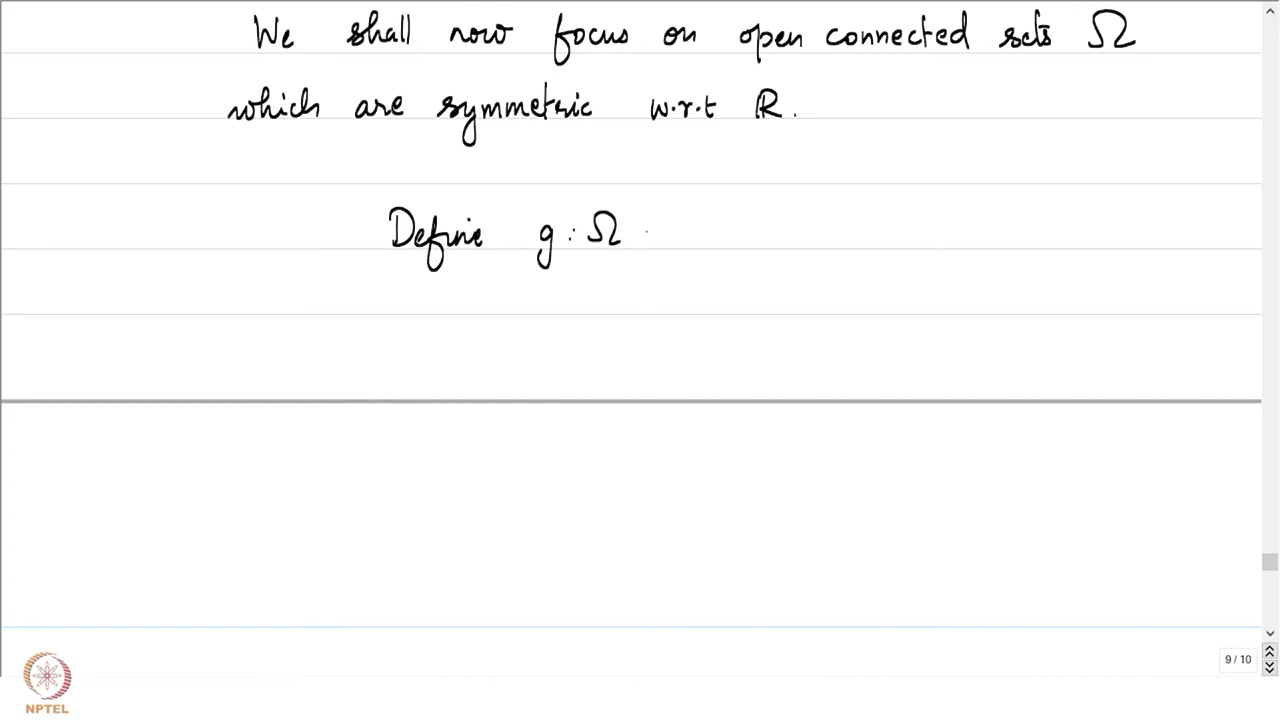 We shall now focus on open connected sets Ω
which are symmetric w.r.t ℝ.
Define g : Ω
9 / 10
NPTEL